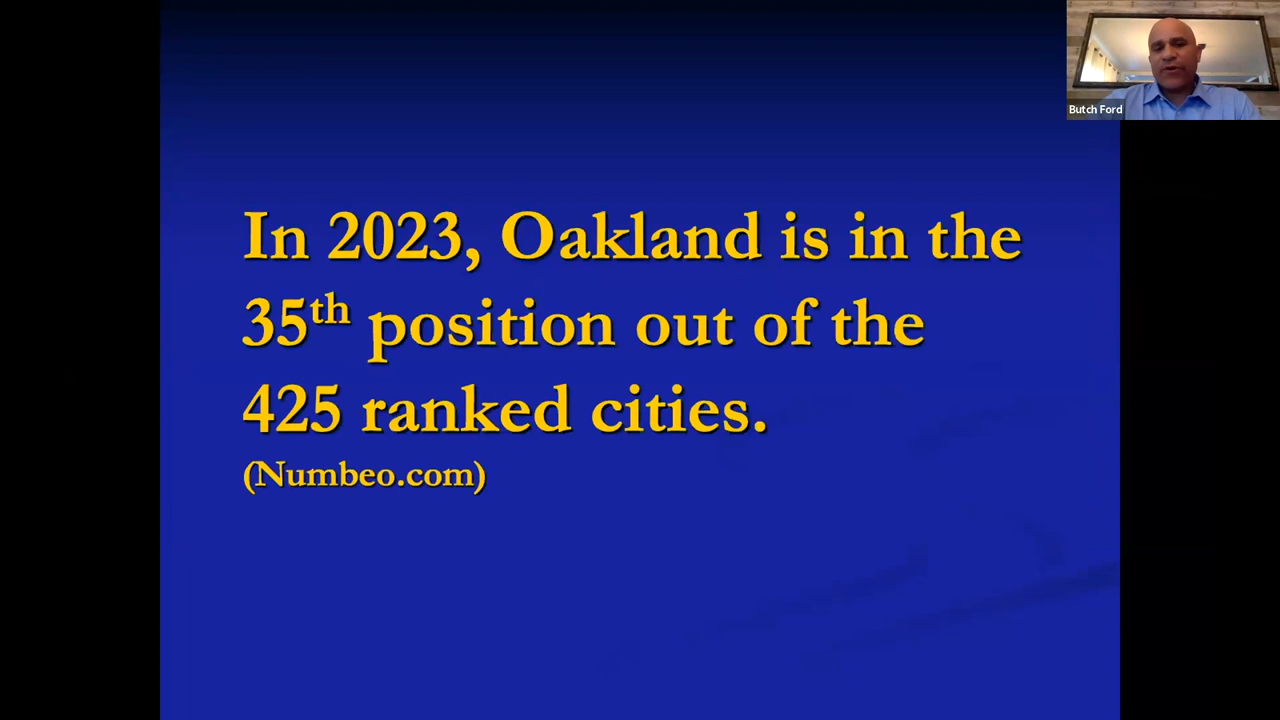 Butch Ford
In 2023, Oakland is in the
35th position out of the
425 ranked cities.
(Numbeo.com)